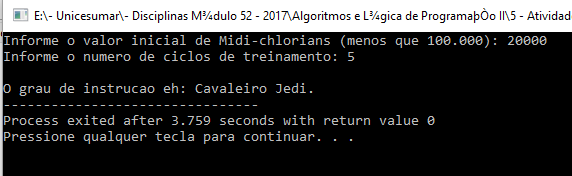 E:\- Unicesumar\- Disciplinas M¾dulo 52 - 2017\Algoritmos e L¾gica de ProgramaþÒo II\5 - Atividad
Informe o valor inicial de Midi-chlorians (menos que 100.000): 20000
Informe o numero de ciclos de treinamento: 5
O grau de instrucao eh: Cavaleiro Jedi.
--------------------------------
Process exited after 3.759 seconds with return value 0
Pressione qualquer tecla para continuar. . .